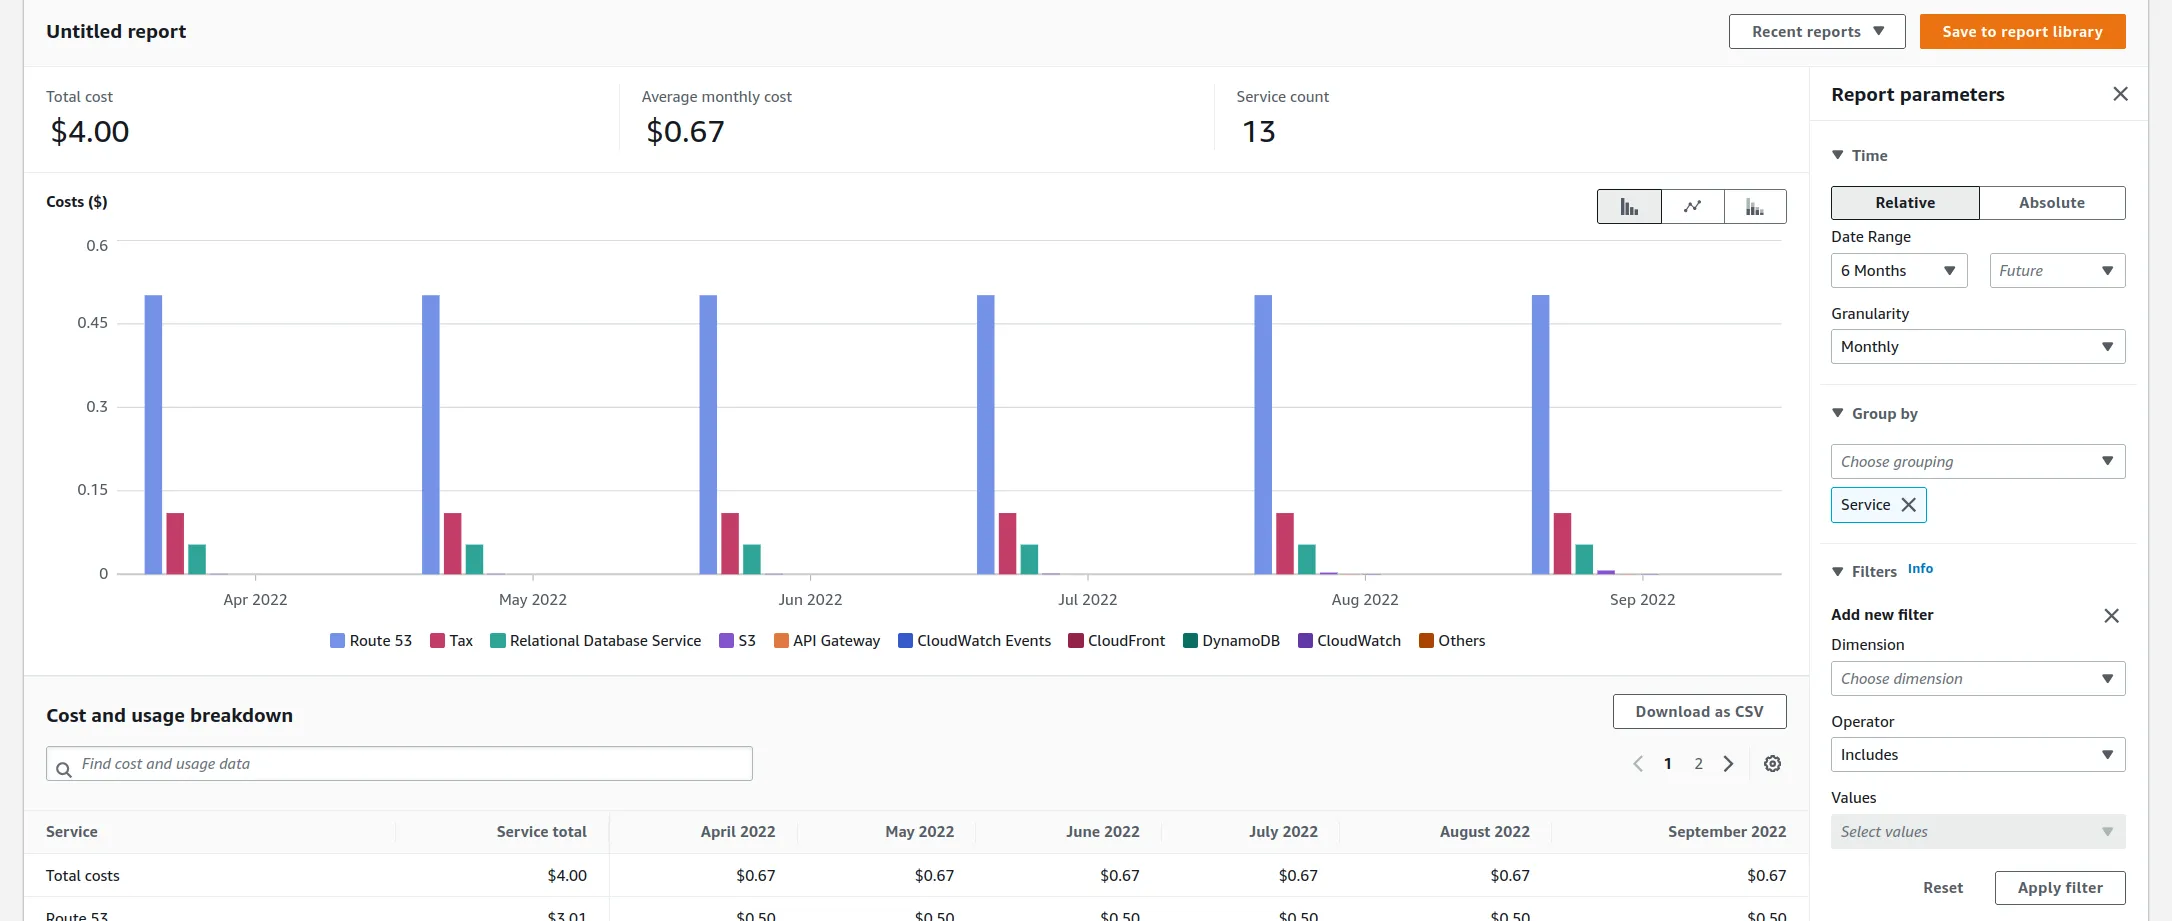 Untitled report
Recent reports
Save to report library
Total cost
$4.00
Average monthly cost
$0.67
Service count
13
Costs ($)
0.6
0.45
0.3
0.15
0
Apr 2022 May 2022 Jun 2022 Jul 2022 Aug 2022 Sep 2022
Route 53 Tax Relational Database Service S3 API Gateway CloudWatch Events CloudFront DynamoDB CloudWatch Others
Cost and usage breakdown
Download as CSV
Find cost and usage data
1 2
Service Service total April 2022 May 2022 June 2022 July 2022 August 2022 September 2022
Total costs $4.00 $0.67 $0.67 $0.67 $0.67 $0.67 $0.67
Route 53 $3.01 $0.50 $0.50 $0.50 $0.50 $0.50 $0.50
Report parameters
Time
Relative Absolute
Date Range
6 Months Future
Granularity
Monthly
Group by
Choose grouping
Service
Filters Info
Add new filter
Dimension
Choose dimension
Operator
Includes
Values
Select values
Reset Apply filter